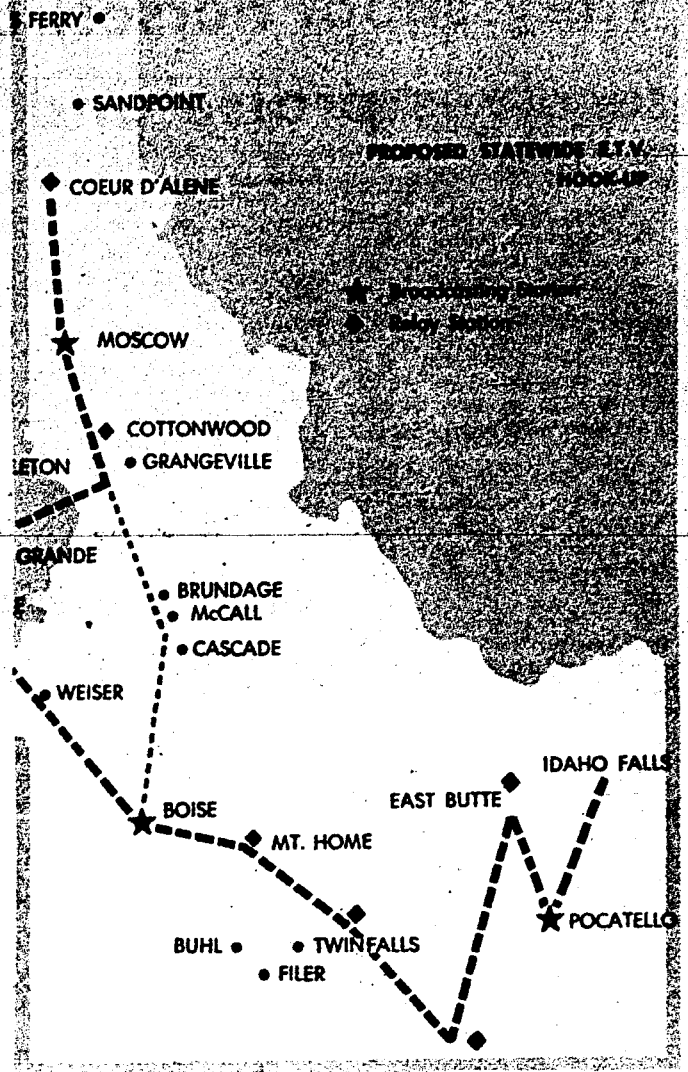 S FERRY
SANDPOINT
PROPOSED STATEWIDE E.T.V.
HOOK-UP
COEUR D'ALENE
Broadcasting Station
Relay Station
MOSCOW
COTTONWOOD
GRANGEVILLE
LETON
GRANDE
BRUNDAGE
McCALL
CASCADE
WEISER
IDAHO FALLS
EAST BUTTE
BOISE
MT. HOME
POCATELLO
BUHL
TWIN FALLS
FILER